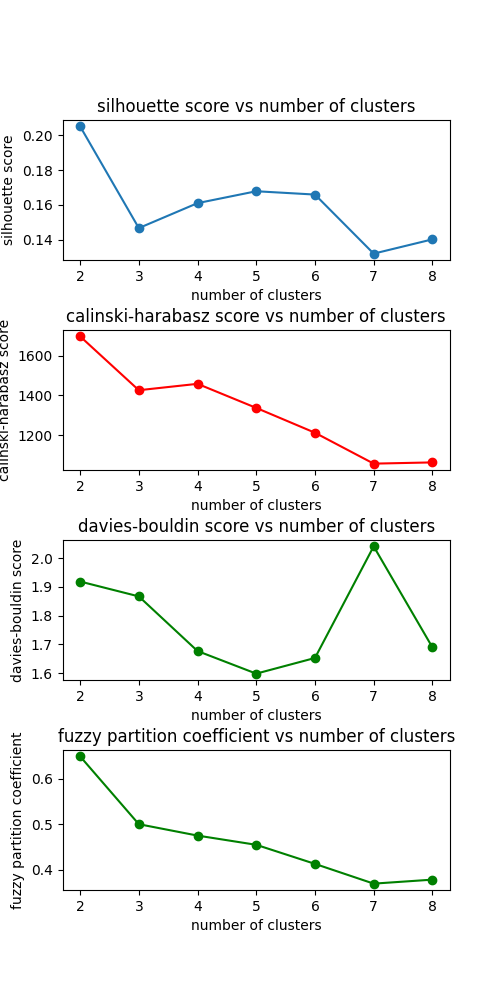 silhouette score vs number of clusters
silhouette score
0.20
0.18
0.16
0.14
2 3 4 5 6 7 8
number of clusters
calinski-harabasz score vs number of clusters
calinski-harabasz score
1600
1400
1200
2 3 4 5 6 7 8
number of clusters
davies-bouldin score vs number of clusters
davies-bouldin score
2.0
1.9
1.8
1.7
1.6
2 3 4 5 6 7 8
number of clusters
fuzzy partition coefficient vs number of clusters
fuzzy partition coefficient
0.6
0.5
0.4
2 3 4 5 6 7 8
number of clusters